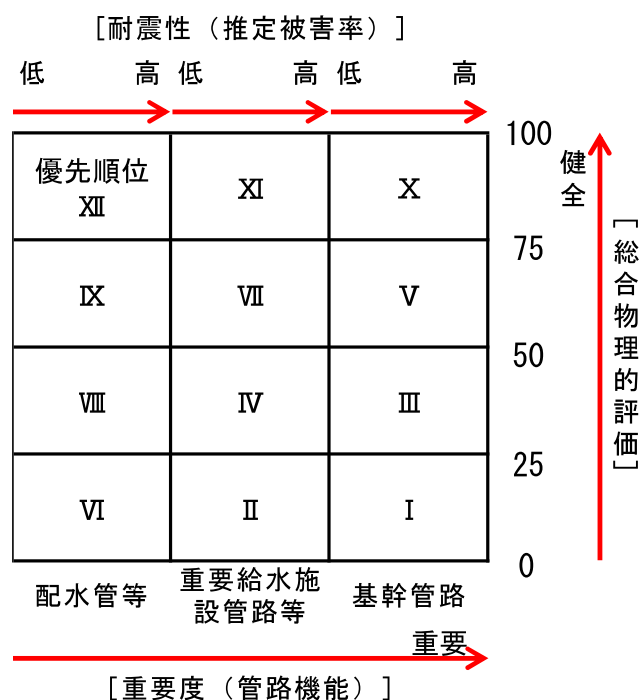 [耐震性（推定被害率）]
低 高 低 高 低 高
優先順位
Ⅻ
Ⅺ
Ⅹ
Ⅸ
Ⅶ
Ⅴ
Ⅷ
Ⅳ
Ⅲ
Ⅵ
Ⅱ
Ⅰ
100
75
50
25
0
健全
[総合物理的評価]
配水管等
重要給水施
設管路等
基幹管路
重要
[重要度（管路機能）]